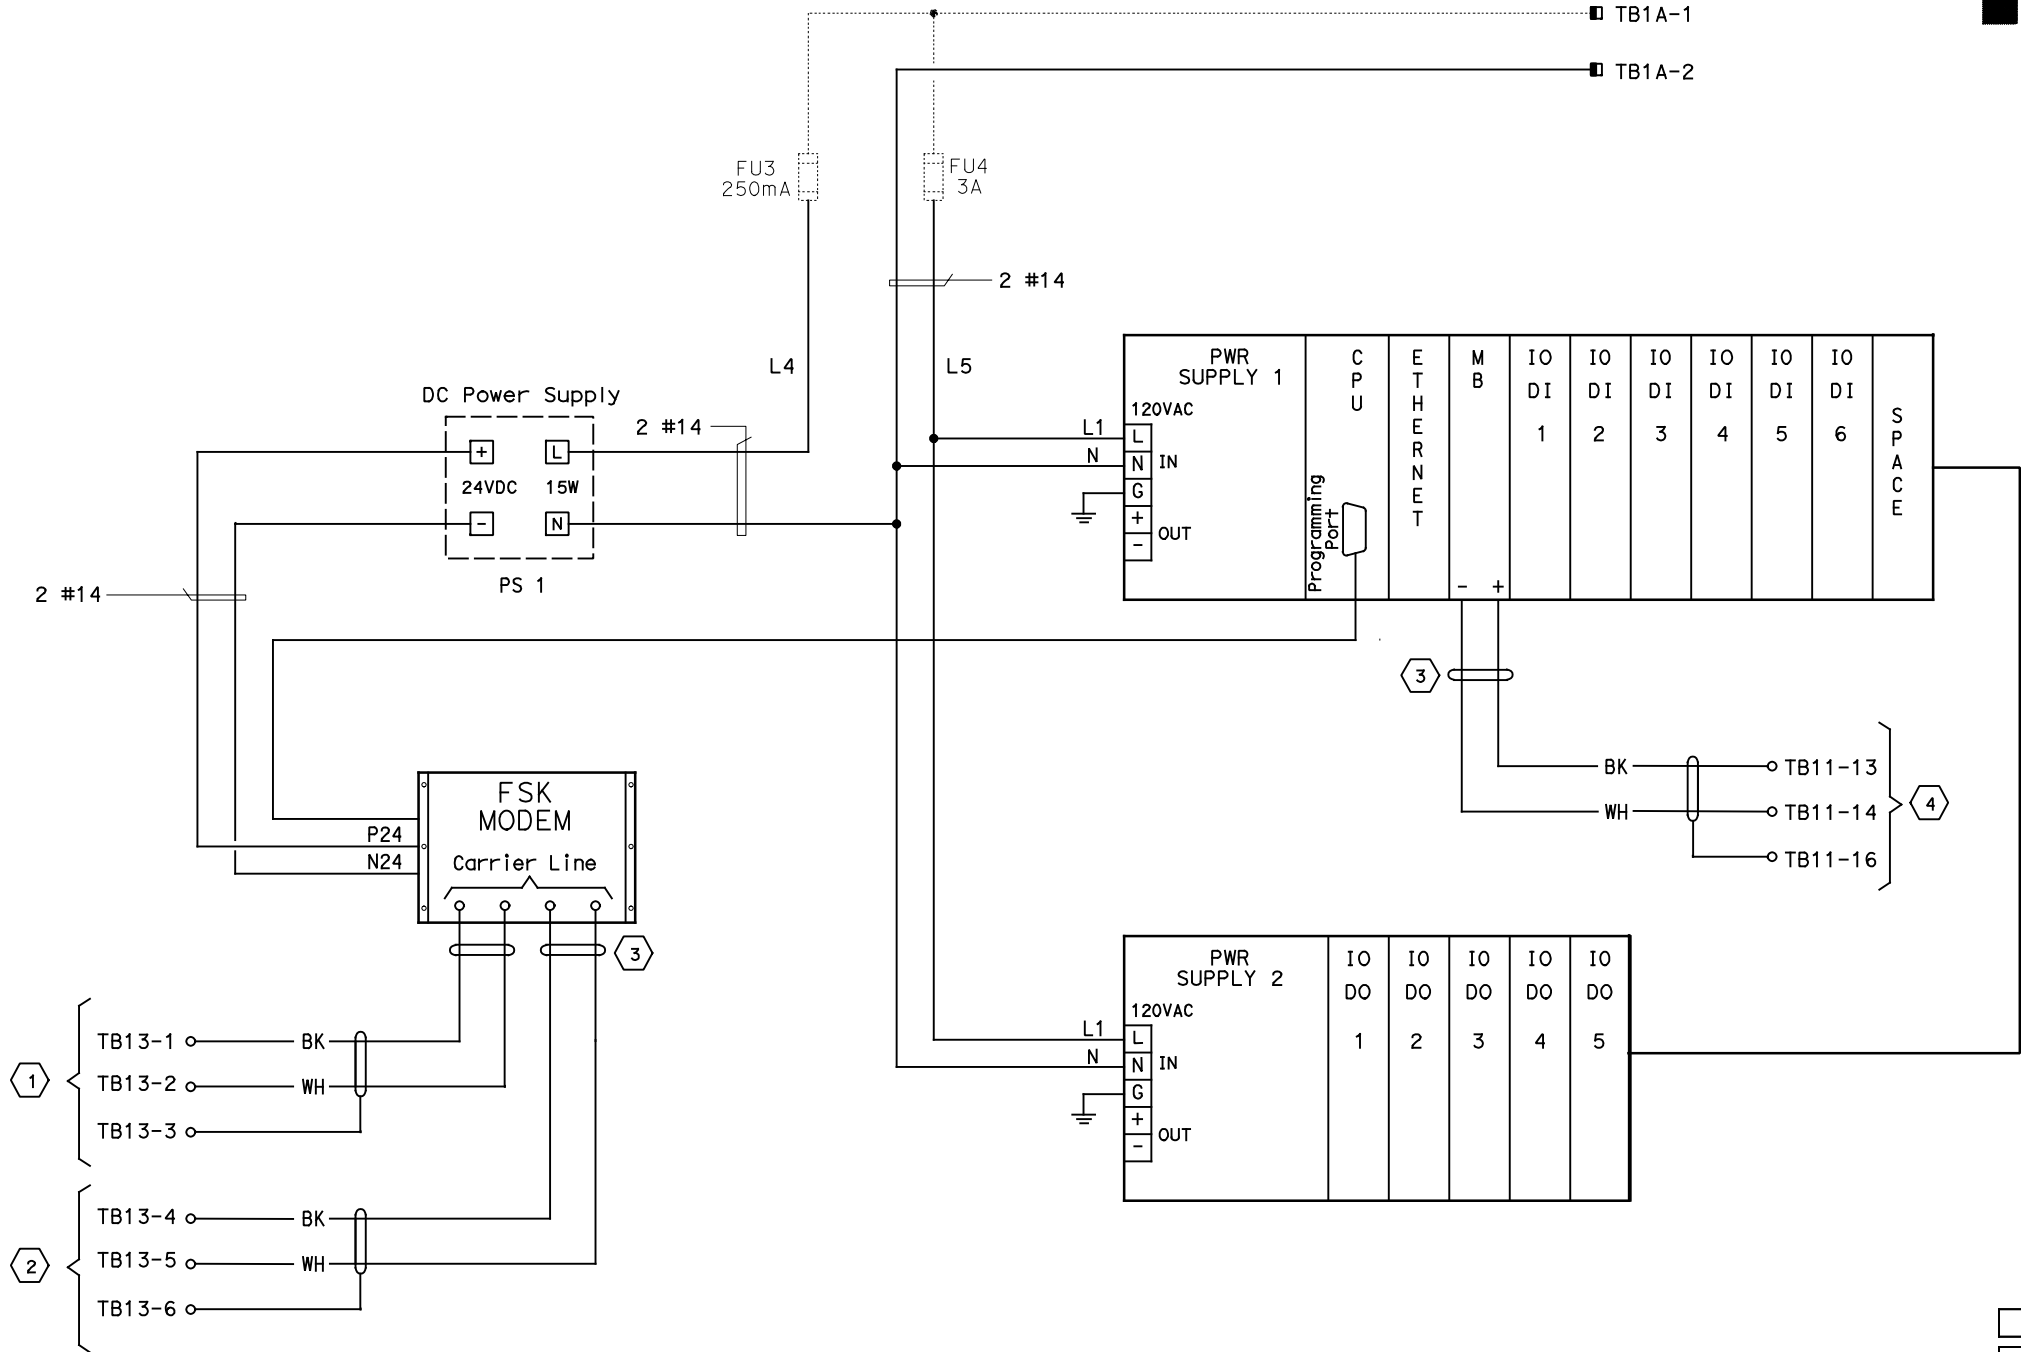 TB1A-1
TB1A-2
FU3
250mA
FU4
3A
2 #14
L4
L5
DC Power Supply
2 #14
+
L
24VDC
15W
-
N
PS 1
2 #14
PWR
SUPPLY 1
120VAC
L1
L
N
N
IN
G
+
OUT
-
CPU
Programming
Port
ETHERNET
MB
- +
IO
DI
1
IO
DI
2
IO
DI
3
IO
DI
4
IO
DI
5
IO
DI
6
SPACE
3
BK
TB11-13
WH
TB11-14
TB11-16
4
FSK
MODEM
P24
N24
Carrier Line
3
1
TB13-1
BK
TB13-2
WH
TB13-3
2
TB13-4
BK
TB13-5
WH
TB13-6
PWR
SUPPLY 2
120VAC
L1
L
N
N
IN
G
+
OUT
-
IO
DO
1
IO
DO
2
IO
DO
3
IO
DO
4
IO
DO
5